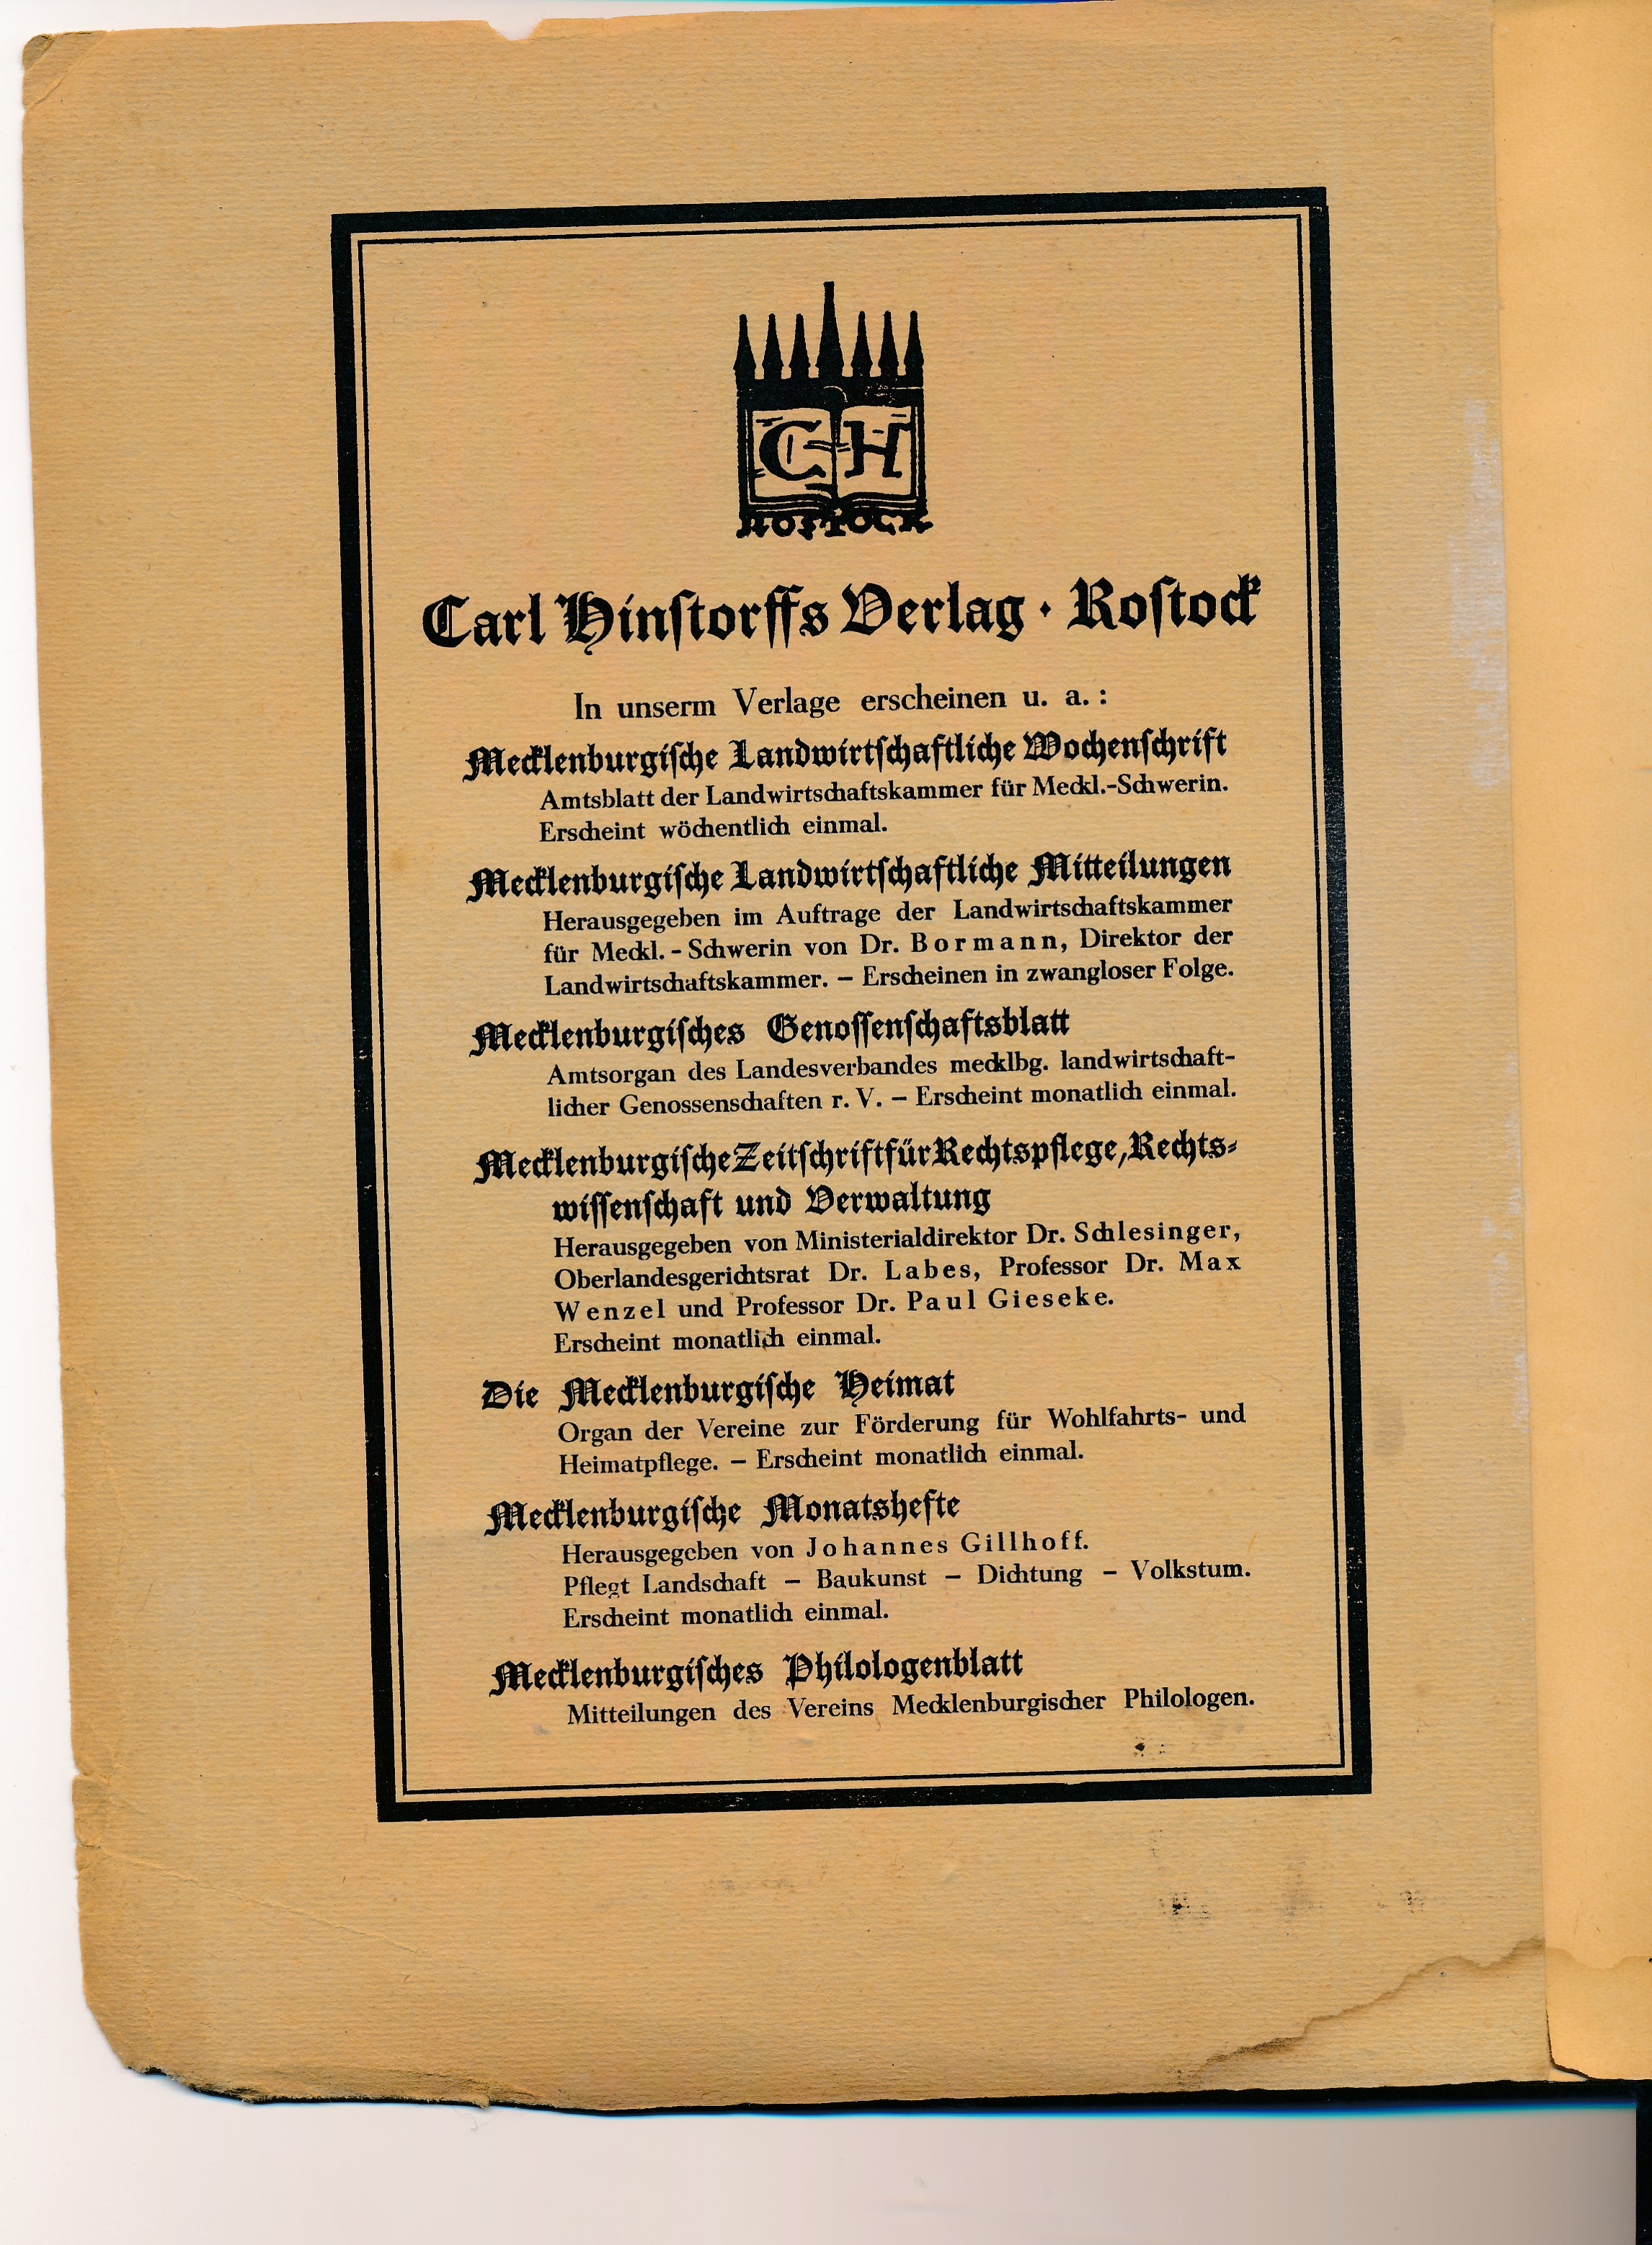 C H
ROSTOCK
Carl Hinstorffs Verlag · Rostock
In unserm Verlage erscheinen u. a. :
Mecklenburgische Landwirtschaftliche Wochenschrift
Amtsblatt der Landwirtschaftskammer für Meckl.-Schwerin.
Erscheint wöchentlich einmal.
Mecklenburgische Landwirtschaftliche Mitteilungen
Herausgegeben im Auftrage der Landwirtschaftskammer
für Meckl. - Schwerin von Dr. Bormann, Direktor der
Landwirtschaftskammer. – Erscheinen in zwangloser Folge.
Mecklenburgisches Genossenschaftsblatt
Amtsorgan des Landesverbandes mecklbg. landwirtschaft-
licher Genossenschaften r. V. – Erscheint monatlich einmal.
Mecklenburgische Zeitschrift für Rechtspflege, Rechts-
wissenschaft und Verwaltung
Herausgegeben von Ministerialdirektor Dr. Schlesinger,
Oberlandesgerichtsrat Dr. Labes, Professor Dr. Max
Wenzel und Professor Dr. Paul Gieseke.
Erscheint monatlich einmal.
Die Mecklenburgische Heimat
Organ der Vereine zur Förderung für Wohlfahrts- und
Heimatpflege. – Erscheint monatlich einmal.
Mecklenburgische Monatshefte
Herausgegeben von Johannes Gillhoff.
Pflegt Landschaft – Baukunst – Dichtung – Volkstum.
Erscheint monatlich einmal.
Mecklenburgisches Philologenblatt
Mitteilungen des Vereins Mecklenburgischer Philologen.